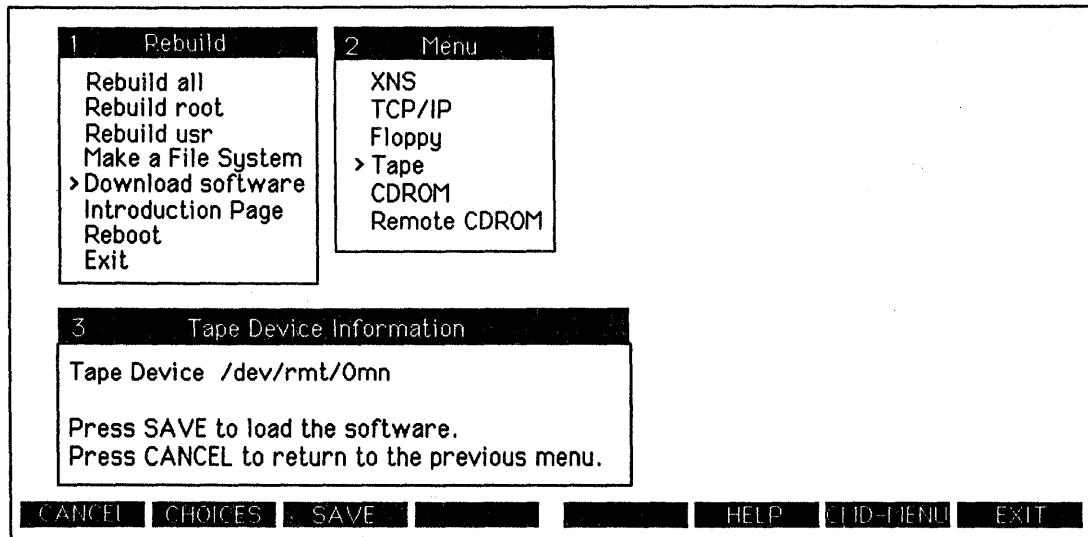 1 Rebuild
Rebuild all
Rebuild root
Rebuild usr
Make a File System
>Download software
Introduction Page
Reboot
Exit
2 Menu
XNS
TCP/IP
Floppy
>Tape
CDROM
Remote CDROM
3 Tape Device Information
Tape Device /dev/rmt/0mn
Press SAVE to load the software.
Press CANCEL to return to the previous menu.
CANCEL CHOICES SAVE HELP CMD-MENU EXIT